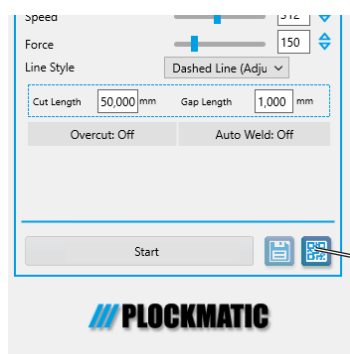 Speed 312
Force 150
Line Style Dashed Line (Adju
Cut Length 50,000 mm Gap Length 1,000 mm
Overcut: Off Auto Weld: Off
Start
PLOCKMATIC